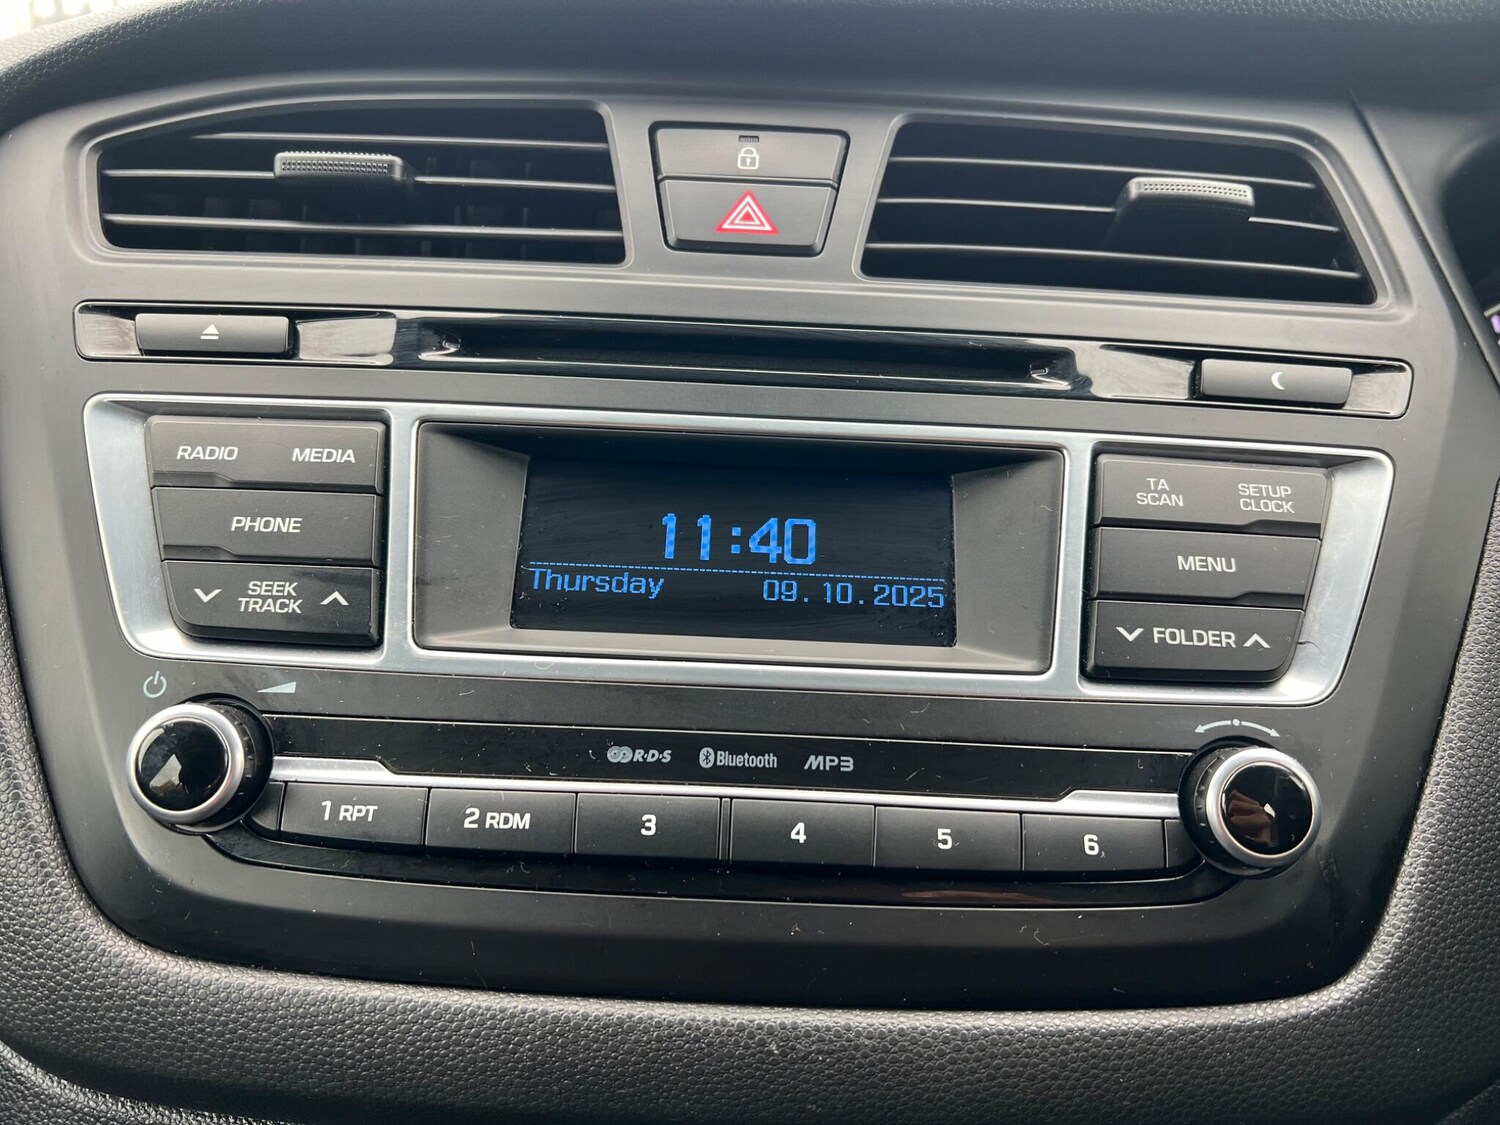 RADIO MEDIA
PHONE
SEEK
TRACK
11:40
Thursday 09.10.2025
TA
SCAN
SETUP
CLOCK
MENU
FOLDER
R·D·S Bluetooth MP3
1 RPT 2 RDM 3 4 5 6